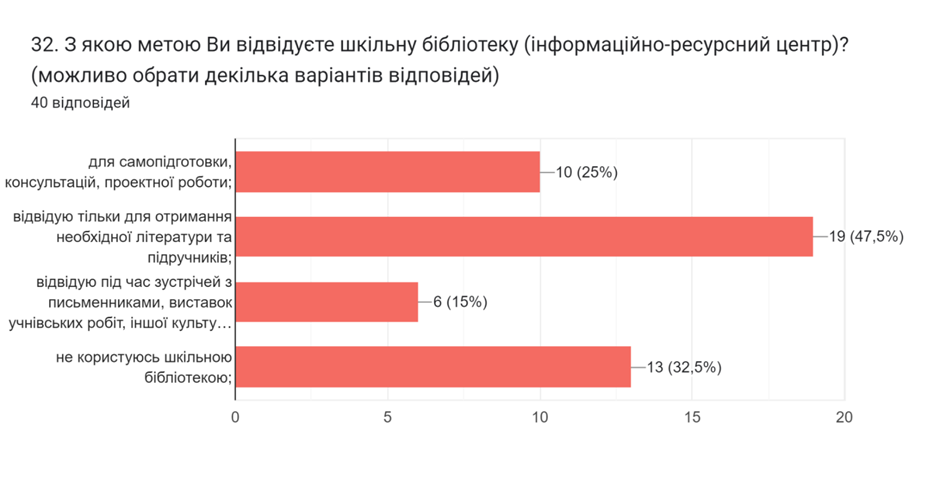 32. З якою метою Ви відвідуєте шкільну бібліотеку (інформаційно-ресурсний центр)?
(можливо обрати декілька варіантів відповідей)
40 відповідей
для самопідготовки,
консультацій, проектної роботи;
10 (25%)
відвідую тільки для отримання
необхідної літератури та
підручників;
19 (47,5%)
відвідую під час зустрічей з
письменниками, виставок
учнівських робіт, іншої культу…
6 (15%)
не користуюсь шкільною
бібліотекою;
13 (32,5%)
0 5 10 15 20